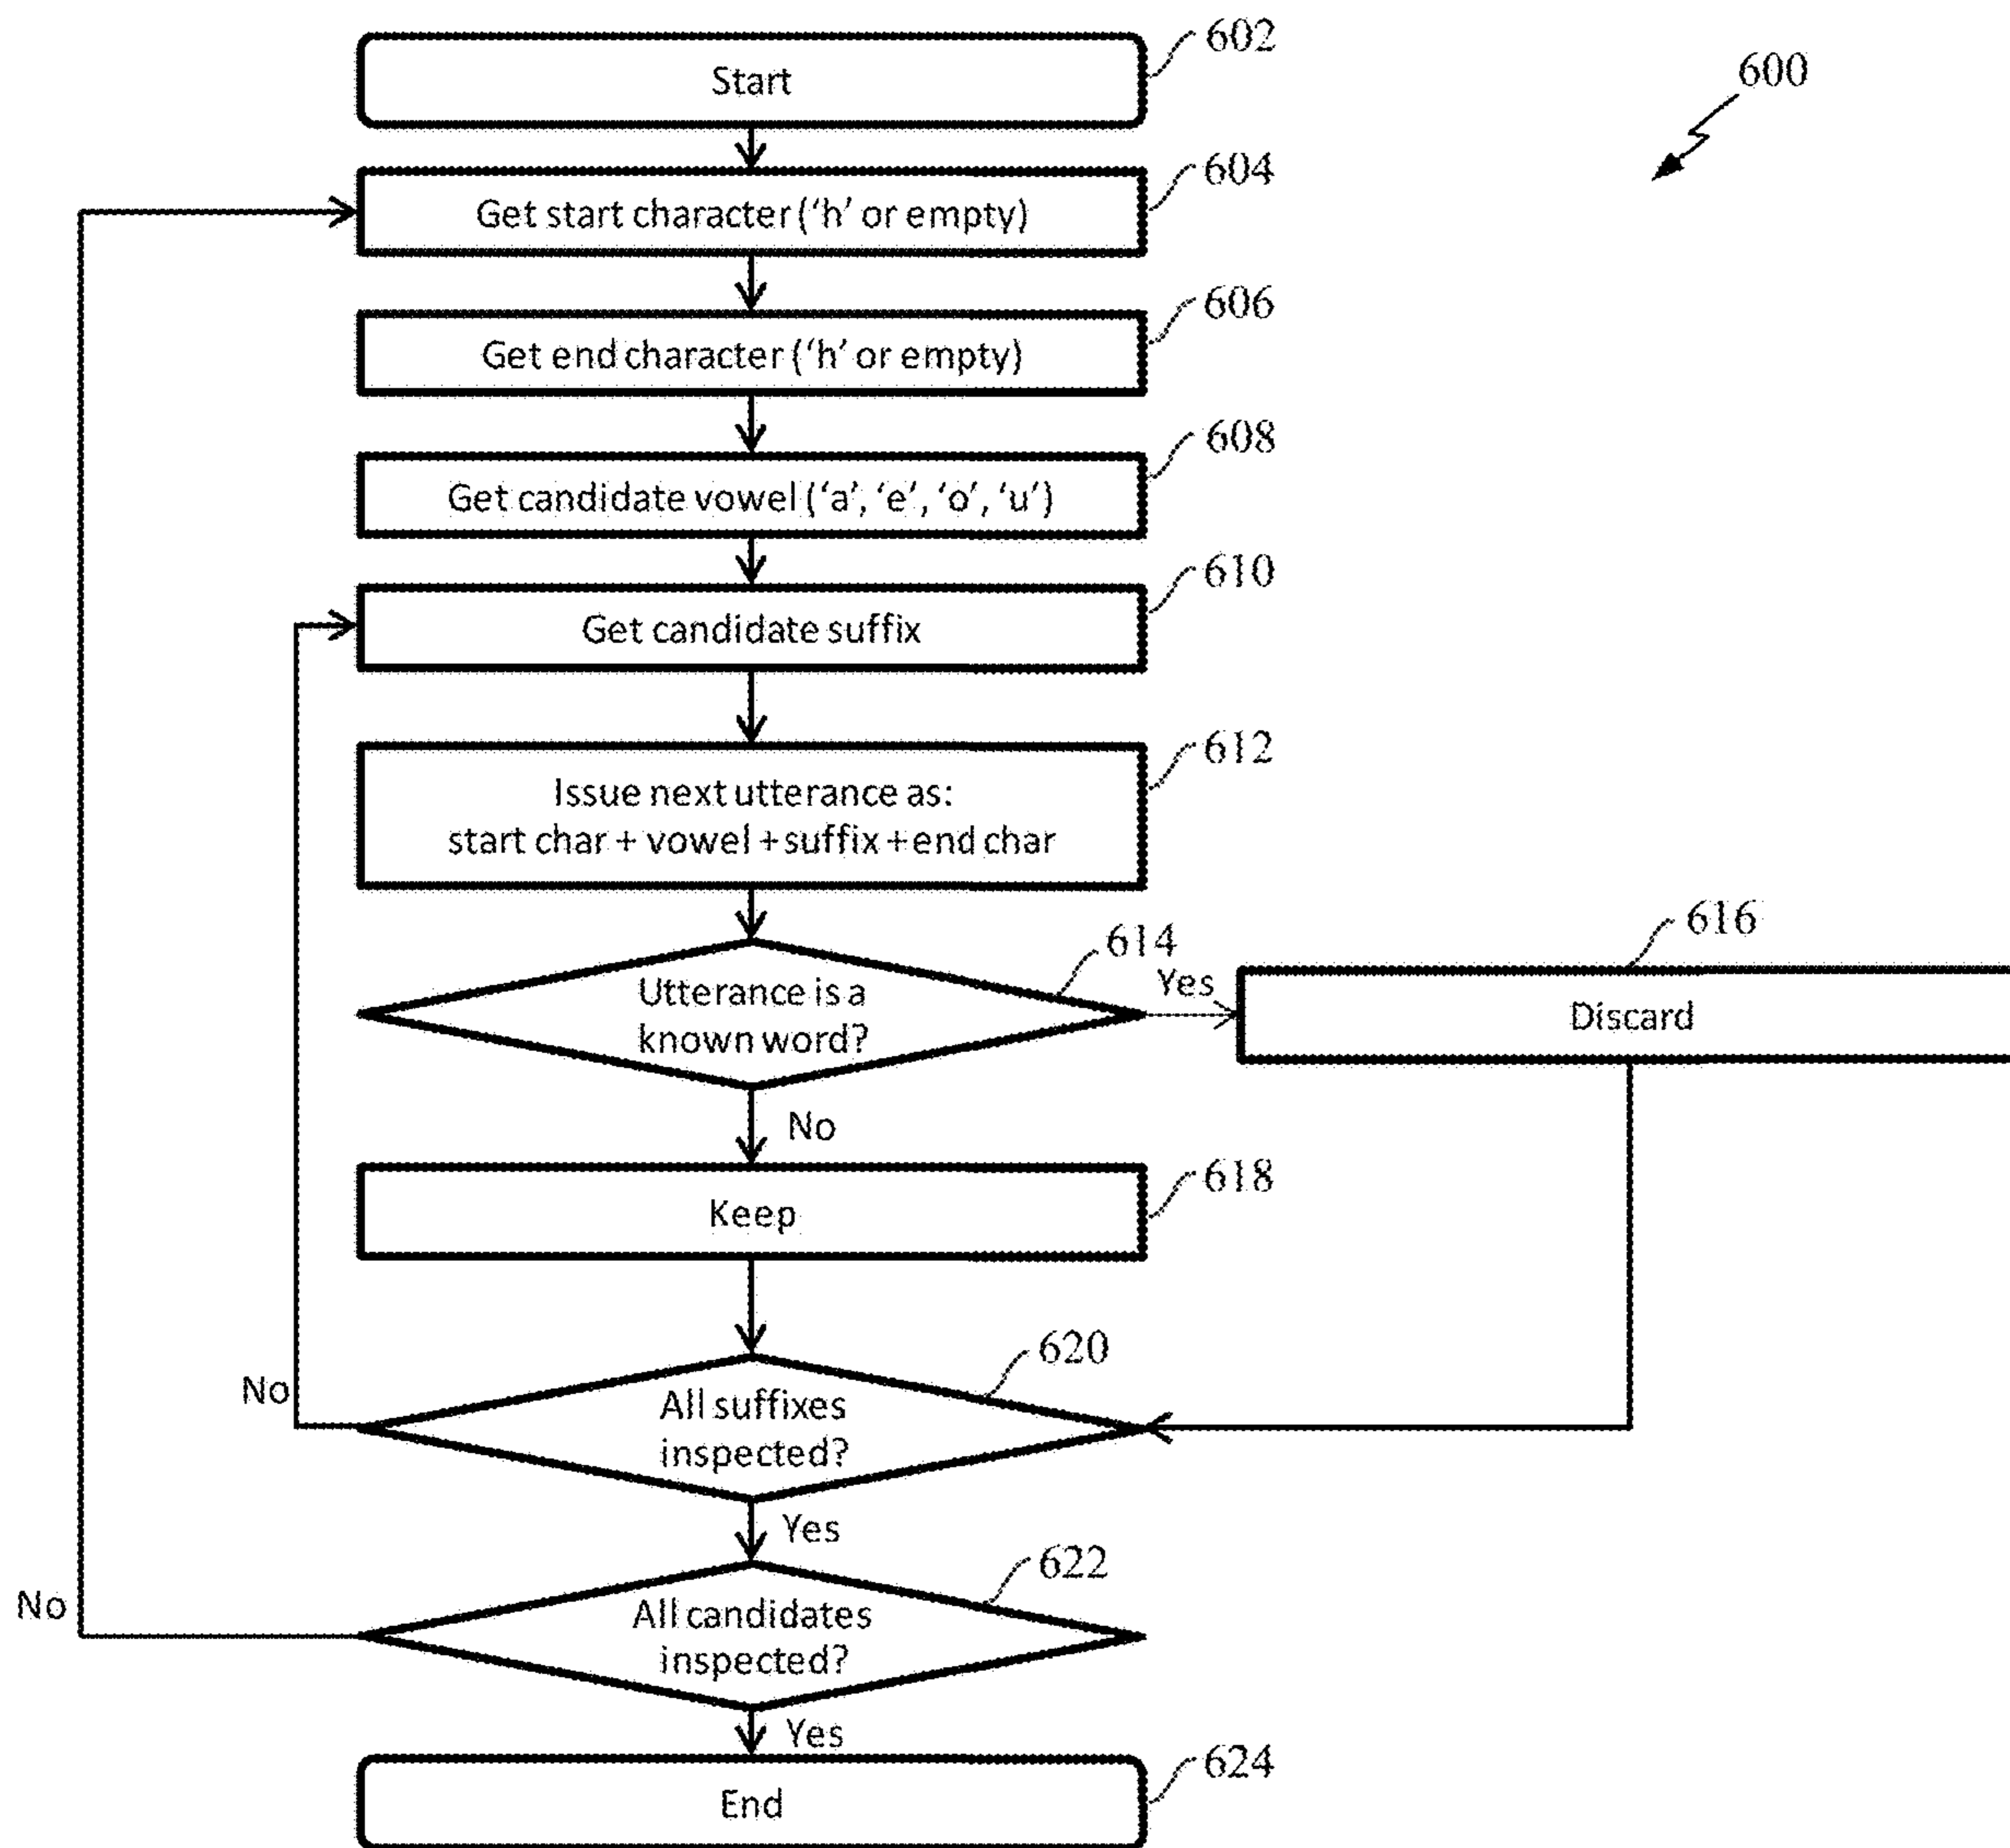 602
Start
600
604
Get start character ('h' or empty)
606
Get end character ('h' or empty)
608
Get candidate vowel ('a', 'e', 'o', 'u')
610
Get candidate suffix
612
Issue next utterance as:
start char + vowel +suffix +end char
614
616
Utterance is a
known word?
Yes
Discard
No
618
Keep
620
No
All suffixes
inspected?
Yes
622
No
All candidates
inspected?
Yes
624
End